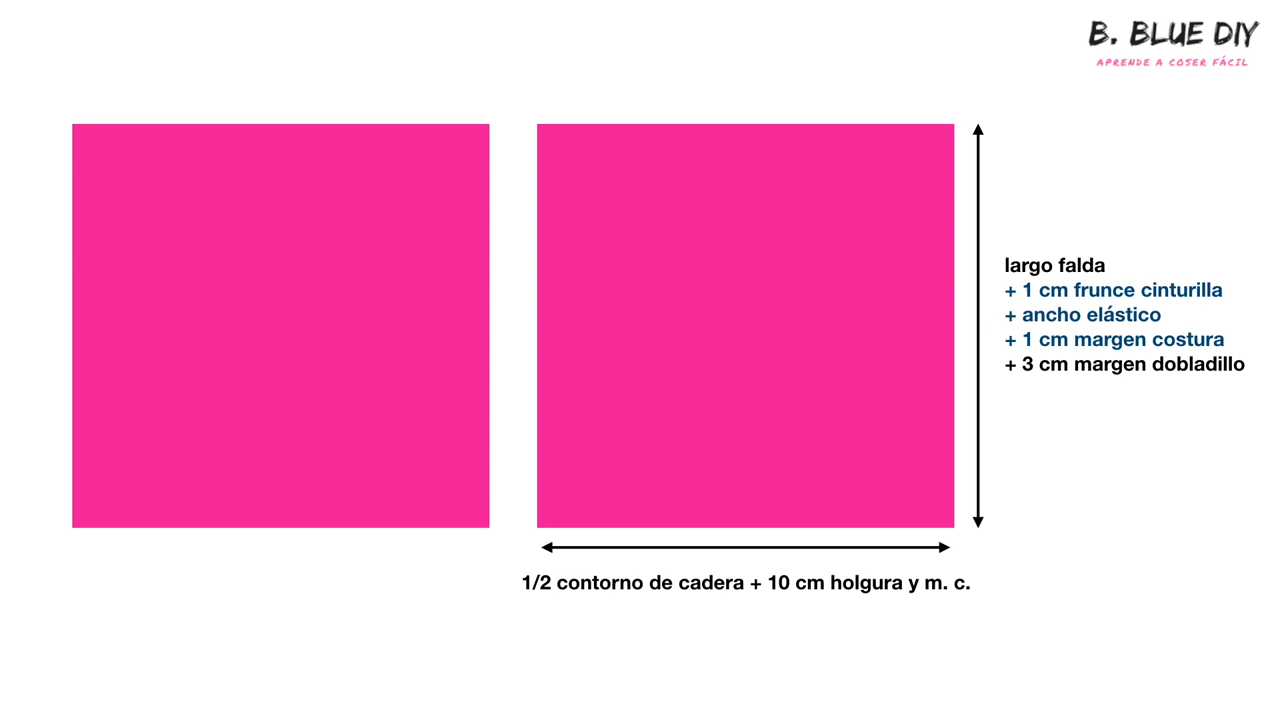 B. BLUE DIY
APRENDE A COSER FÁCIL
largo falda
+ 1 cm frunce cinturilla
+ ancho elástico
+ 1 cm margen costura
+ 3 cm margen dobladillo
1/2 contorno de cadera + 10 cm holgura y m. c.